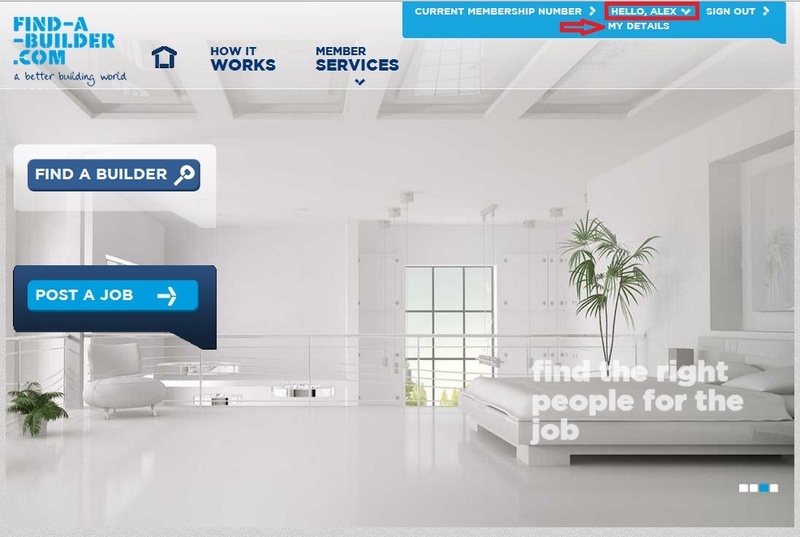 CURRENT MEMBERSHIP NUMBER HELLO, ALEX SIGN OUT
MY DETAILS
FIND-A
-BUILDER
.COM
a better building world
HOW IT
WORKS
MEMBER
SERVICES
FIND A BUILDER
POST A JOB
find the right
people for the
job